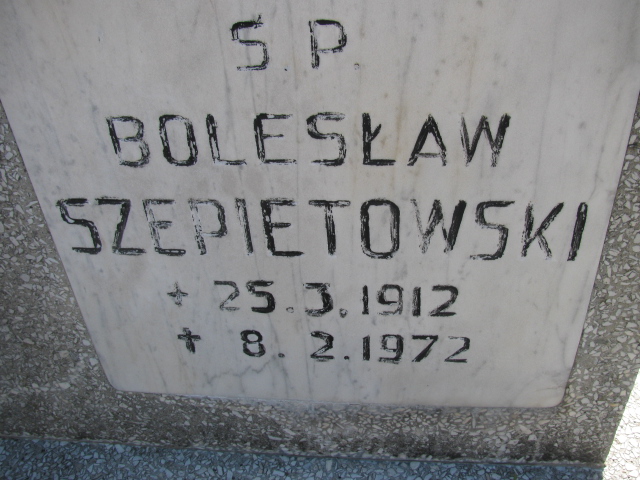 Ś.P.
BOLESŁAW
SZEPIETOWSKI
+ 25.3.1912
✝ 8.2.1972